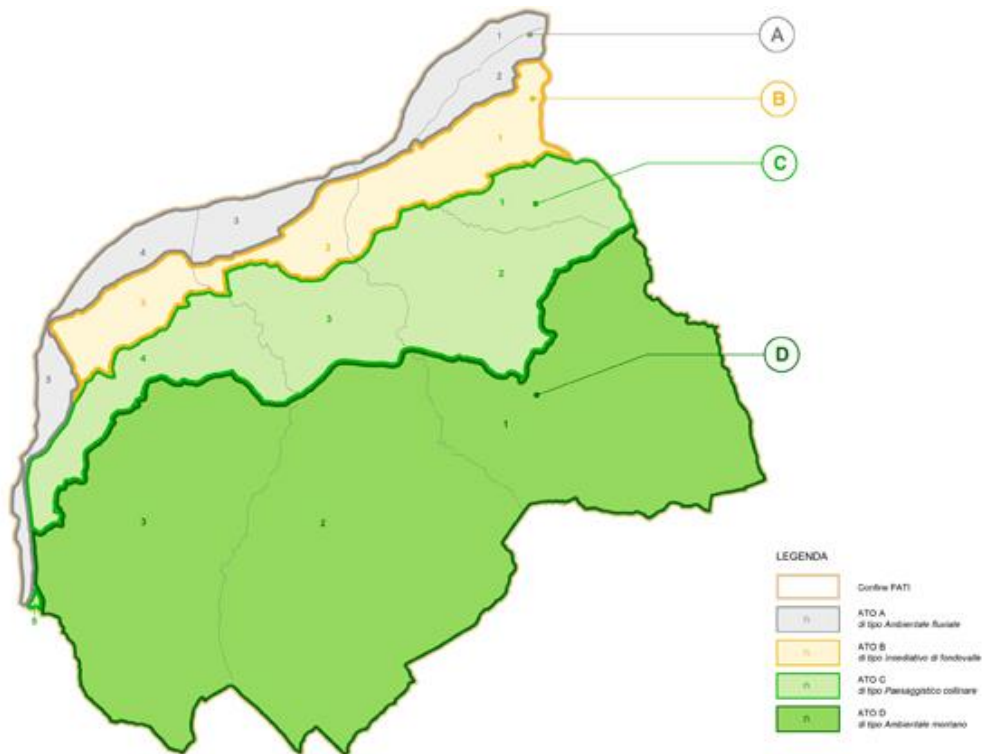 A
B
C
D
1
2
3
4
5
1
2
3
1
2
3
4
5
1
2
3
LEGENDA
Confine PATI
n
ATO A
di tipo Ambientale fluviale
n
ATO B
di tipo Insediativo di fondovalle
n
ATO C
di tipo Paesaggistico collinare
n
ATO D
di tipo Ambientale montano